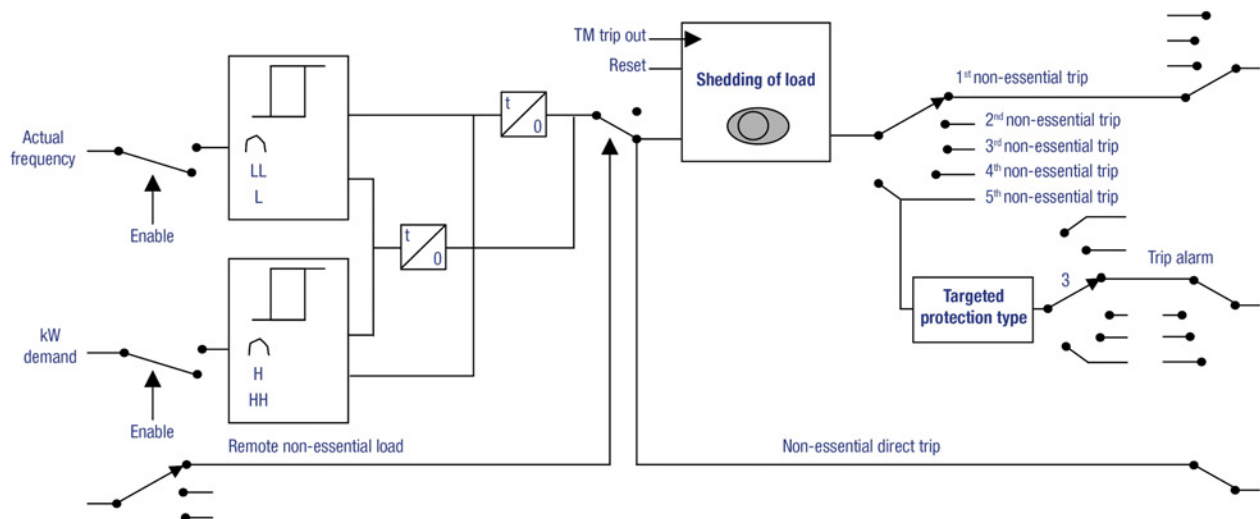 TM trip out
Reset
Shedding of load
1st non-essential trip
2nd non-essential trip
3rd non-essential trip
4th non-essential trip
5th non-essential trip
t
0
Actual
frequency
LL
L
Enable
t
0
Targeted
protection type
3
Trip alarm
kW
demand
H
HH
Enable
Remote non-essential load
Non-essential direct trip